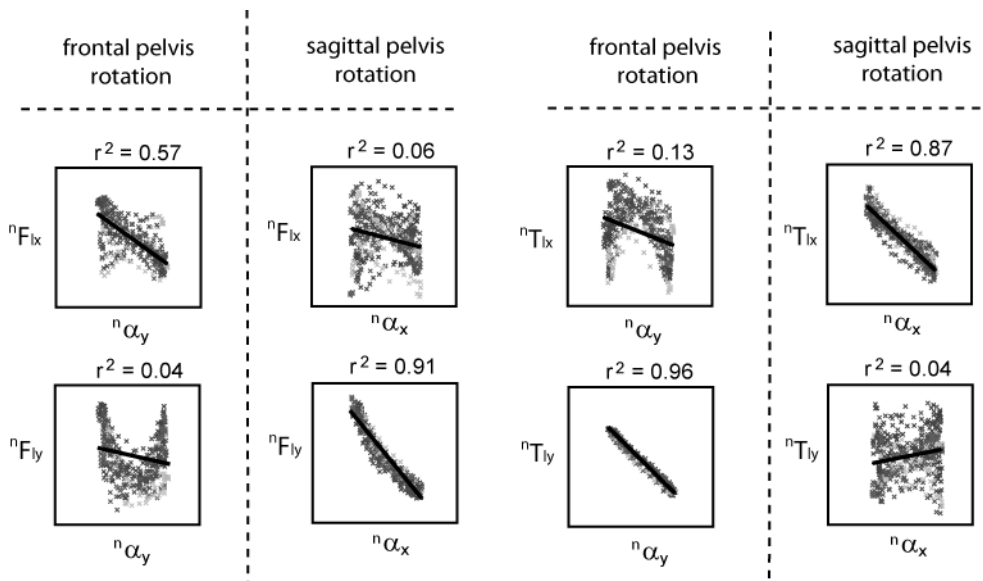 frontal pelvis
rotation
sagittal pelvis
rotation
frontal pelvis
rotation
sagittal pelvis
rotation
r² = 0.57
r² = 0.06
r² = 0.13
r² = 0.87
ⁿFlx
ⁿFlx
ⁿTlx
ⁿTlx
ⁿαy
ⁿαx
ⁿαy
ⁿαx
r² = 0.04
r² = 0.91
r² = 0.96
r² = 0.04
ⁿFly
ⁿFly
ⁿTly
ⁿTly
ⁿαy
ⁿαx
ⁿαy
ⁿαx